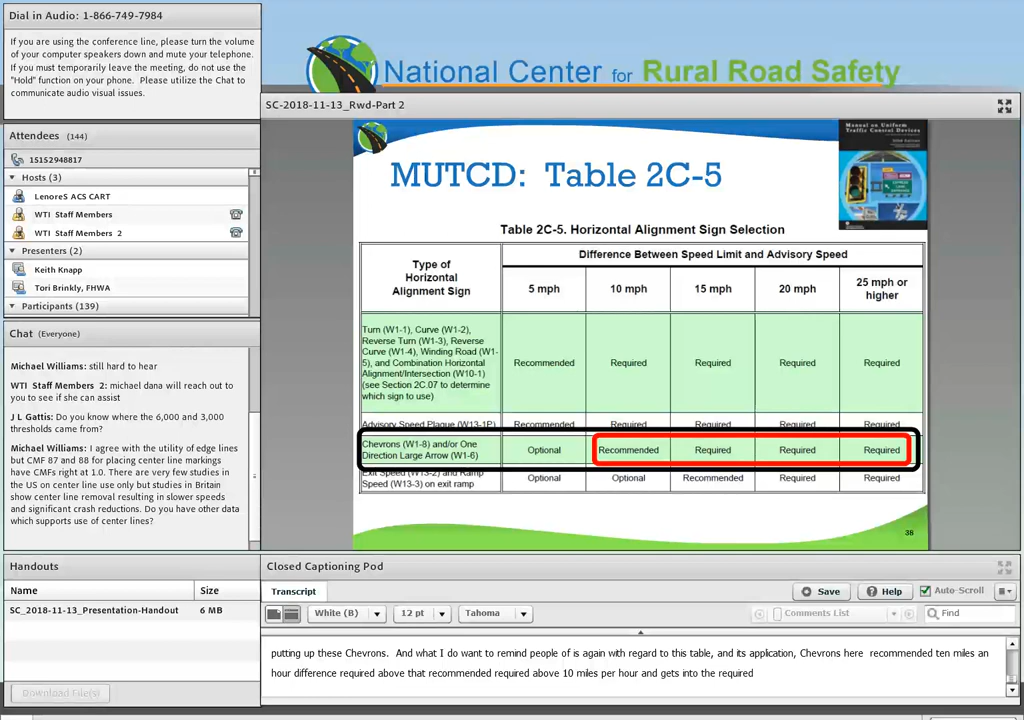 Dial in Audio: 1-866-749-7984
If you are using the conference line, please turn the volume
of your computer speakers down and mute your telephone.
If you must temporarily leave the meeting, do not use the
"Hold" function on your phone.  Please utilize the Chat to
communicate audio visual issues.
National Center for Rural Road Safety
SC-2018-11-13_Rwd-Part 2
Attendees (144)
15152948817
Hosts (3)
LenoreS ACS CART
WTI  Staff Members
WTI  Staff Members  2
Presenters (2)
Keith Knapp
Tori Brinkly, FHWA
Participants (139)
Chat (Everyone)
Michael Williams: still hard to hear
WTI  Staff Members  2: michael dana will reach out to
you to see if she can assist
J L Gattis: Do you know where the 6,000 and 3,000
thresholds came from?
Michael Williams: I agree with the utility of edge lines
but CMF 87 and 88 for placing center line markings
have CMFs right at 1.0. There are very few studies in
the US on center line use only but studies in Britain
show center line removal resulting in slower speeds
and significant crash reductions. Do you have other data
which supports use of center lines?
MUTCD:  Table 2C-5
Manual on Uniform
Traffic Control Devices
Table 2C-5. Horizontal Alignment Sign Selection
Type of
Horizontal
Alignment Sign
Difference Between Speed Limit and Advisory Speed
5 mph
10 mph
15 mph
20 mph
25 mph or
higher
Turn (W1-1), Curve (W1-2),
Reverse Turn (W1-3), Reverse
Curve (W1-4), Winding Road (W1-
5), and Combination Horizontal
Alignment/Intersection (W10-1)
(see Section 2C.07 to determine
which sign to use)
Recommended
Required
Required
Required
Required
Advisory Speed Plaque (W13-1P)
Recommended
Required
Required
Required
Required
Chevrons (W1-8) and/or One
Direction Large Arrow (W1-6)
Optional
Recommended
Required
Required
Required
Exit Speed (W13-2) and Ramp
Speed (W13-3) on exit ramp
Optional
Optional
Recommended
Required
Required
38
Handouts
Name
Size
SC_2018-11-13_Presentation-Handout
6 MB
Download File(s)
Closed Captioning Pod
Transcript
Save
Help
Auto-Scroll
White (B)
12 pt
Tahoma
Comments List
Find
putting up these Chevrons.  And what I do want to remind people of is again with regard to this table, and its application, Chevrons here  recommended ten miles an
hour difference required above that recommended required above 10 miles per hour and gets into the required